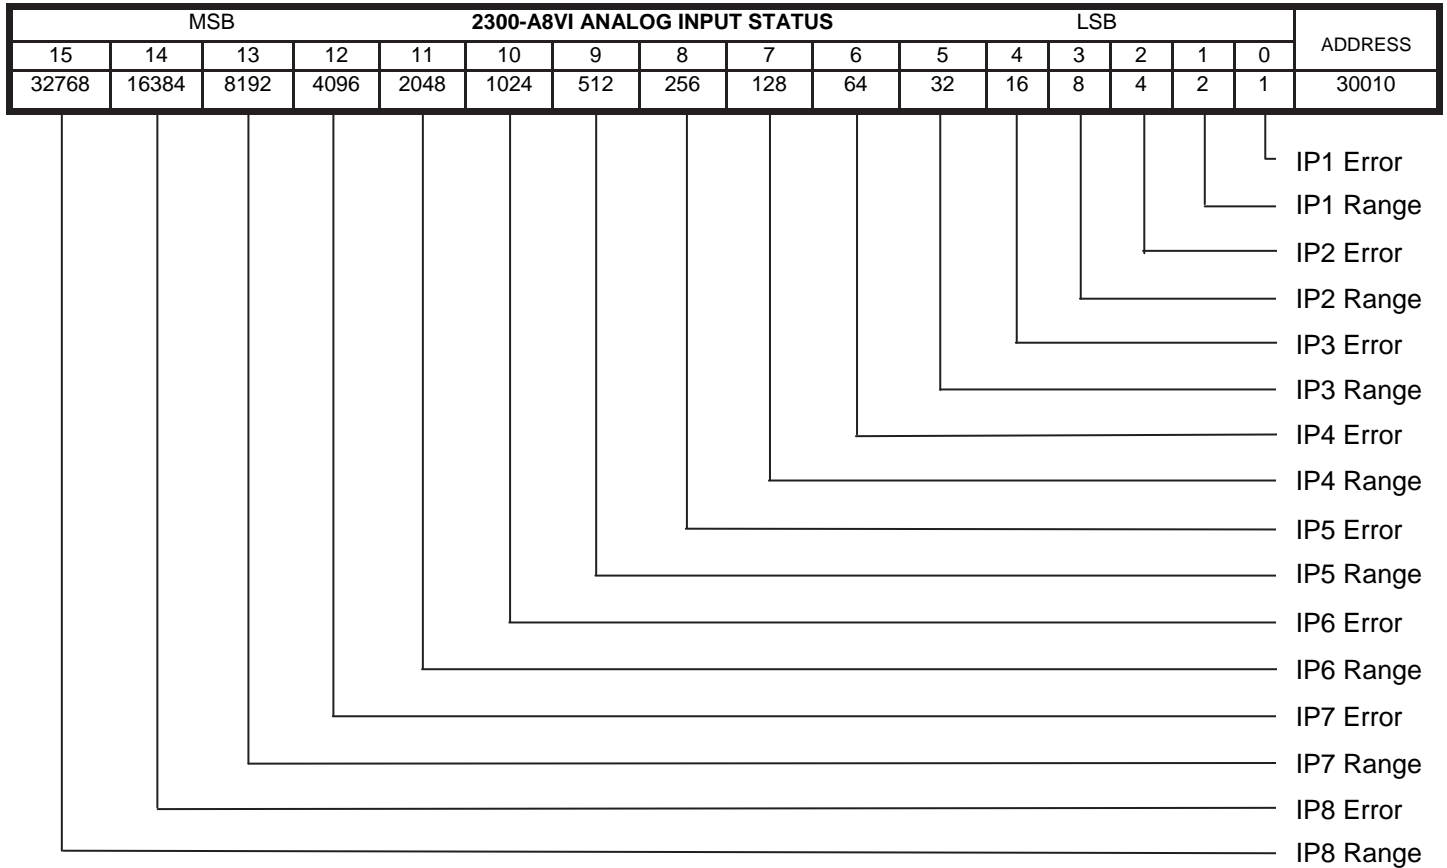 MSB 2300-A8VI ANALOG INPUT STATUS LSB ADDRESS
15 14 13 12 11 10 9 8 7 6 5 4 3 2 1 0
32768 16384 8192 4096 2048 1024 512 256 128 64 32 16 8 4 2 1 30010
IP1 Error
IP1 Range
IP2 Error
IP2 Range
IP3 Error
IP3 Range
IP4 Error
IP4 Range
IP5 Error
IP5 Range
IP6 Error
IP6 Range
IP7 Error
IP7 Range
IP8 Error
IP8 Range